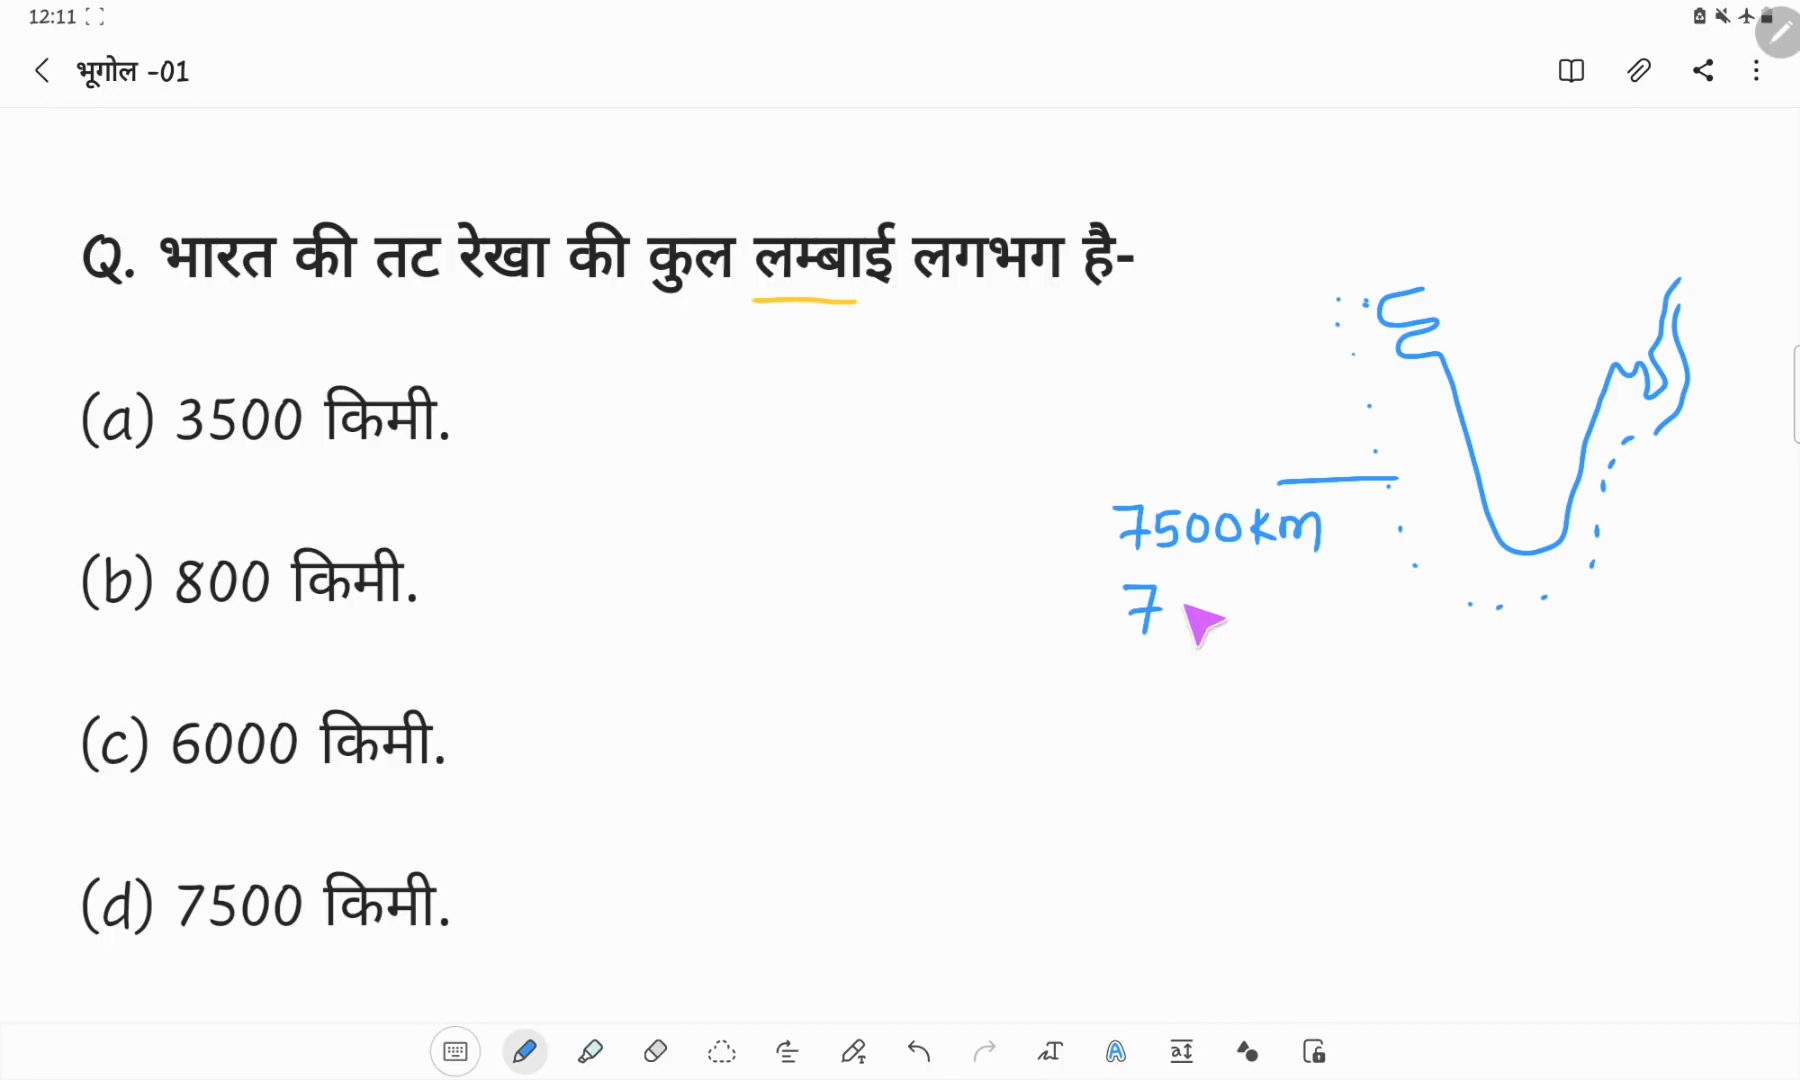 12:11
भूगोल -01
Q. भारत की तट रेखा की कुल लम्बाई लगभग है-
(a) 3500 किमी.
(b) 800 किमी.
(c) 6000 किमी.
(d) 7500 किमी.
7500km
7